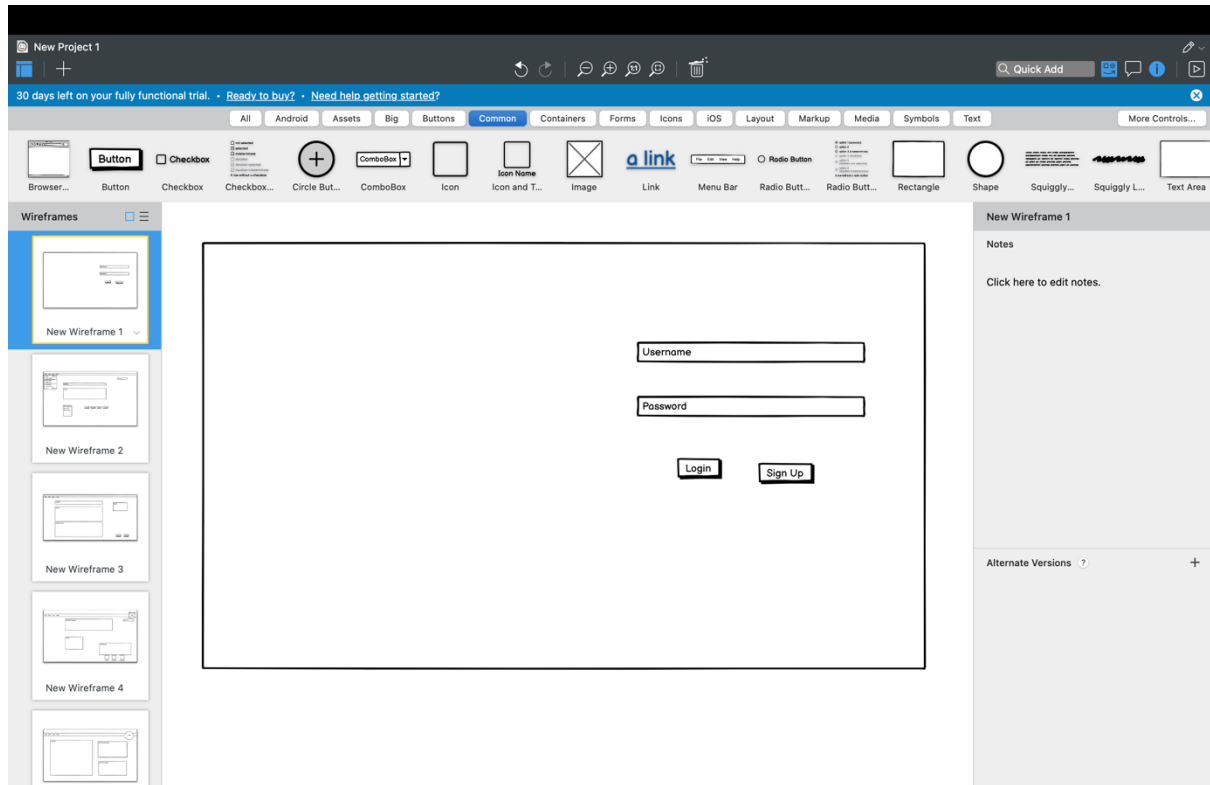 New Project 1
Quick Add
30 days left on your fully functional trial. • Ready to buy? • Need help getting started?
All Android Assets Big Buttons Common Containers Forms Icons iOS Layout Markup Media Symbols Text More Controls...
Button Checkbox ComboBox Icon Name a link File Edit View Help Radio Button
Browser... Button Checkbox Checkbox... Circle But... ComboBox Icon Icon and T... Image Link Menu Bar Radio Butt... Radio Butt... Rectangle Shape Squiggly... Squiggly L... Text Area
Wireframes
New Wireframe 1
New Wireframe 2
New Wireframe 3
New Wireframe 4
Username
Password
Login Sign Up
New Wireframe 1
Notes
Click here to edit notes.
Alternate Versions ?